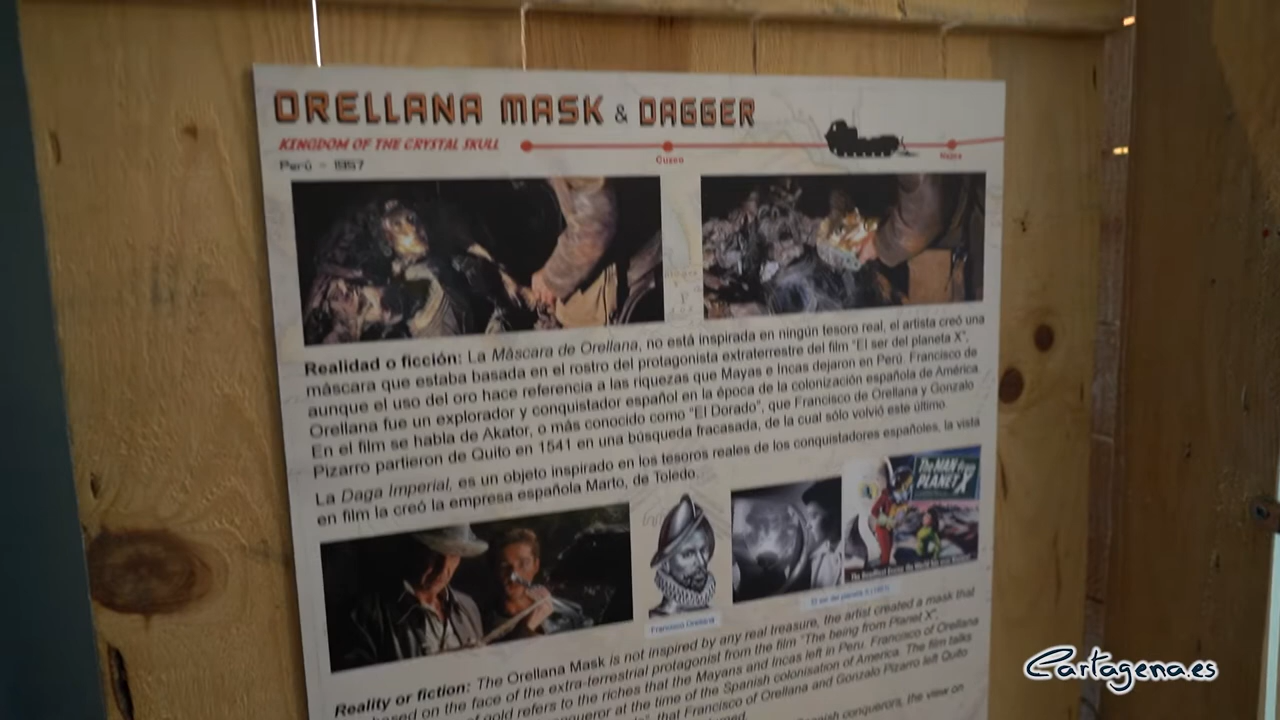 ORELLANA MASK & DAGGER
KINGDOM OF THE CRYSTAL SKULL
Perú - 1957
Cuzco
Nazca
Realidad o ficción: La Máscara de Orellana, no está inspirada en ningún tesoro real, el artista creó una
máscara que estaba basada en el rostro del protagonista extraterrestre del film "El ser del planeta X",
aunque el uso del oro hace referencia a las riquezas que Mayas e Incas dejaron en Perú. Francisco de
Orellana fue un explorador y conquistador español en la época de la colonización española de América.
En el film se habla de Akator, o más conocido como "El Dorado", que Francisco de Orellana y Gonzalo
Pizarro partieron de Quito en 1541 en una búsqueda fracasada, de la cual sólo volvió este último.
La Daga Imperial, es un objeto inspirado en los tesoros reales de los conquistadores españoles, la vista
en film la creó la empresa española Marto, de Toledo.
The MAN from
PLANET X
Francisco Orellana
El ser del planeta X (1951)
Reality or fiction: The Orellana Mask is not inspired by any real treasure, the artist created a mask that
based on the face of the extra-terrestrial protagonist from the film "The being from Planet X",
of gold refers to the riches that the Mayans and Incas left in Peru. Francisco of Orellana
conqueror at the time of the Spanish colonisation of America. The film talks
that Francisco of Orellana and Gonzalo Pizarro left Quito
Spanish conquerors, the view on
Cartagena.es